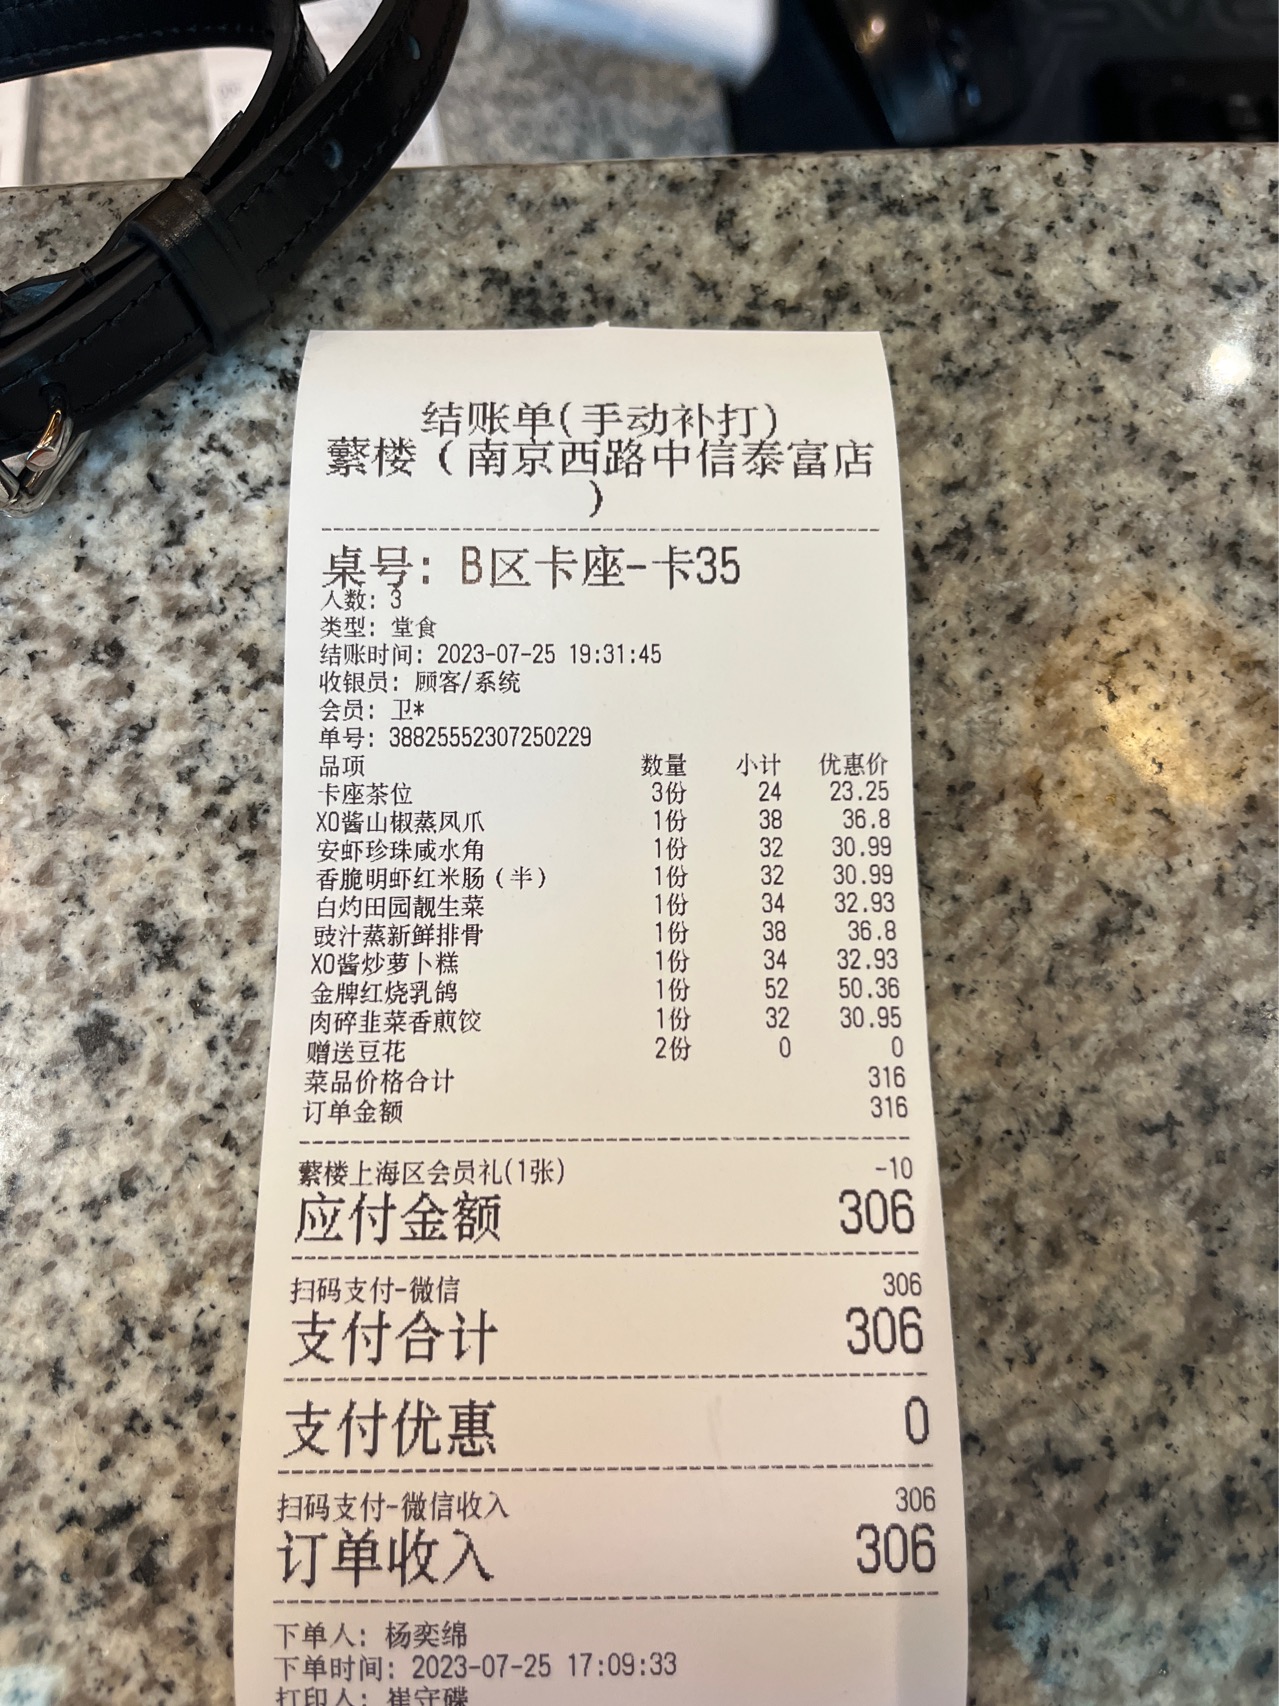 结账单(手动补打)
蘩楼（南京西路中信泰富店
）
桌号: B区卡座-卡35
人数: 3
类型: 堂食
结账时间: 2023-07-25 19:31:45
收银员: 顾客/系统
会员: 卫*
单号: 38825552307250229
品项 数量 小计 优惠价
卡座茶位 3份 24 23.25
XO酱山椒蒸凤爪 1份 38 36.8
安虾珍珠咸水角 1份 32 30.99
香脆明虾红米肠（半） 1份 32 30.99
白灼田园靓生菜 1份 34 32.93
豉汁蒸新鲜排骨 1份 38 36.8
XO酱炒萝卜糕 1份 34 32.93
金牌红烧乳鸽 1份 52 50.36
肉碎韭菜香煎饺 1份 32 30.95
赠送豆花 2份 0 0
菜品价格合计 316
订单金额 316
蘩楼上海区会员礼(1张) -10
应付金额 306
扫码支付-微信 306
支付合计 306
支付优惠 0
扫码支付-微信收入 306
订单收入 306
下单人: 杨奕绵
下单时间: 2023-07-25 17:09:33
打印人: 崔守碟